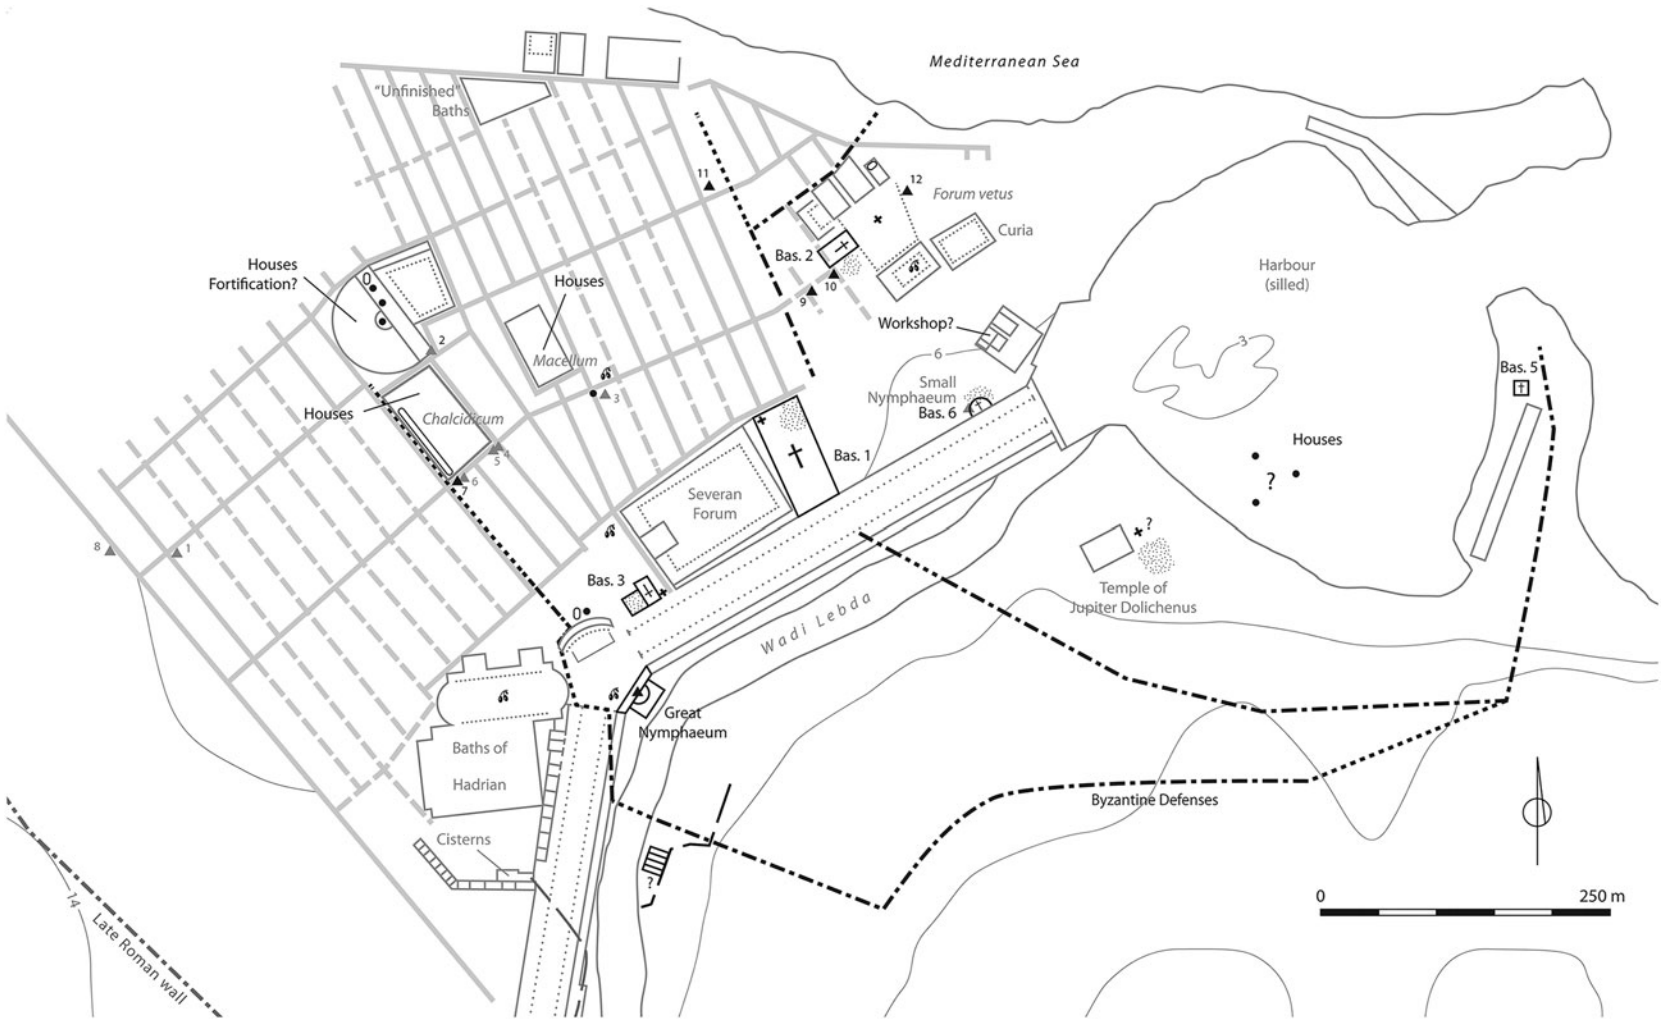 Mediterranean Sea
"Unfinished"
Baths
11
12
Forum vetus
Curia
Bas. 2
10
9
Houses
Fortification?
0
Houses
Harbour
(silled)
Workshop?
6
3
2
Macellum
3
Small
Nymphaeum
Bas. 6
Bas. 5
Houses
Chalcidicum
4
5
6
7
Bas. 1
Houses
?
Severan
Forum
8
1
?
Bas. 3
Temple of
Jupiter Dolichenus
0
Wadi Lebda
Great
Nymphaeum
Baths of
Hadrian
Byzantine Defenses
Cisterns
?
14
Late Roman wall
0
250 m